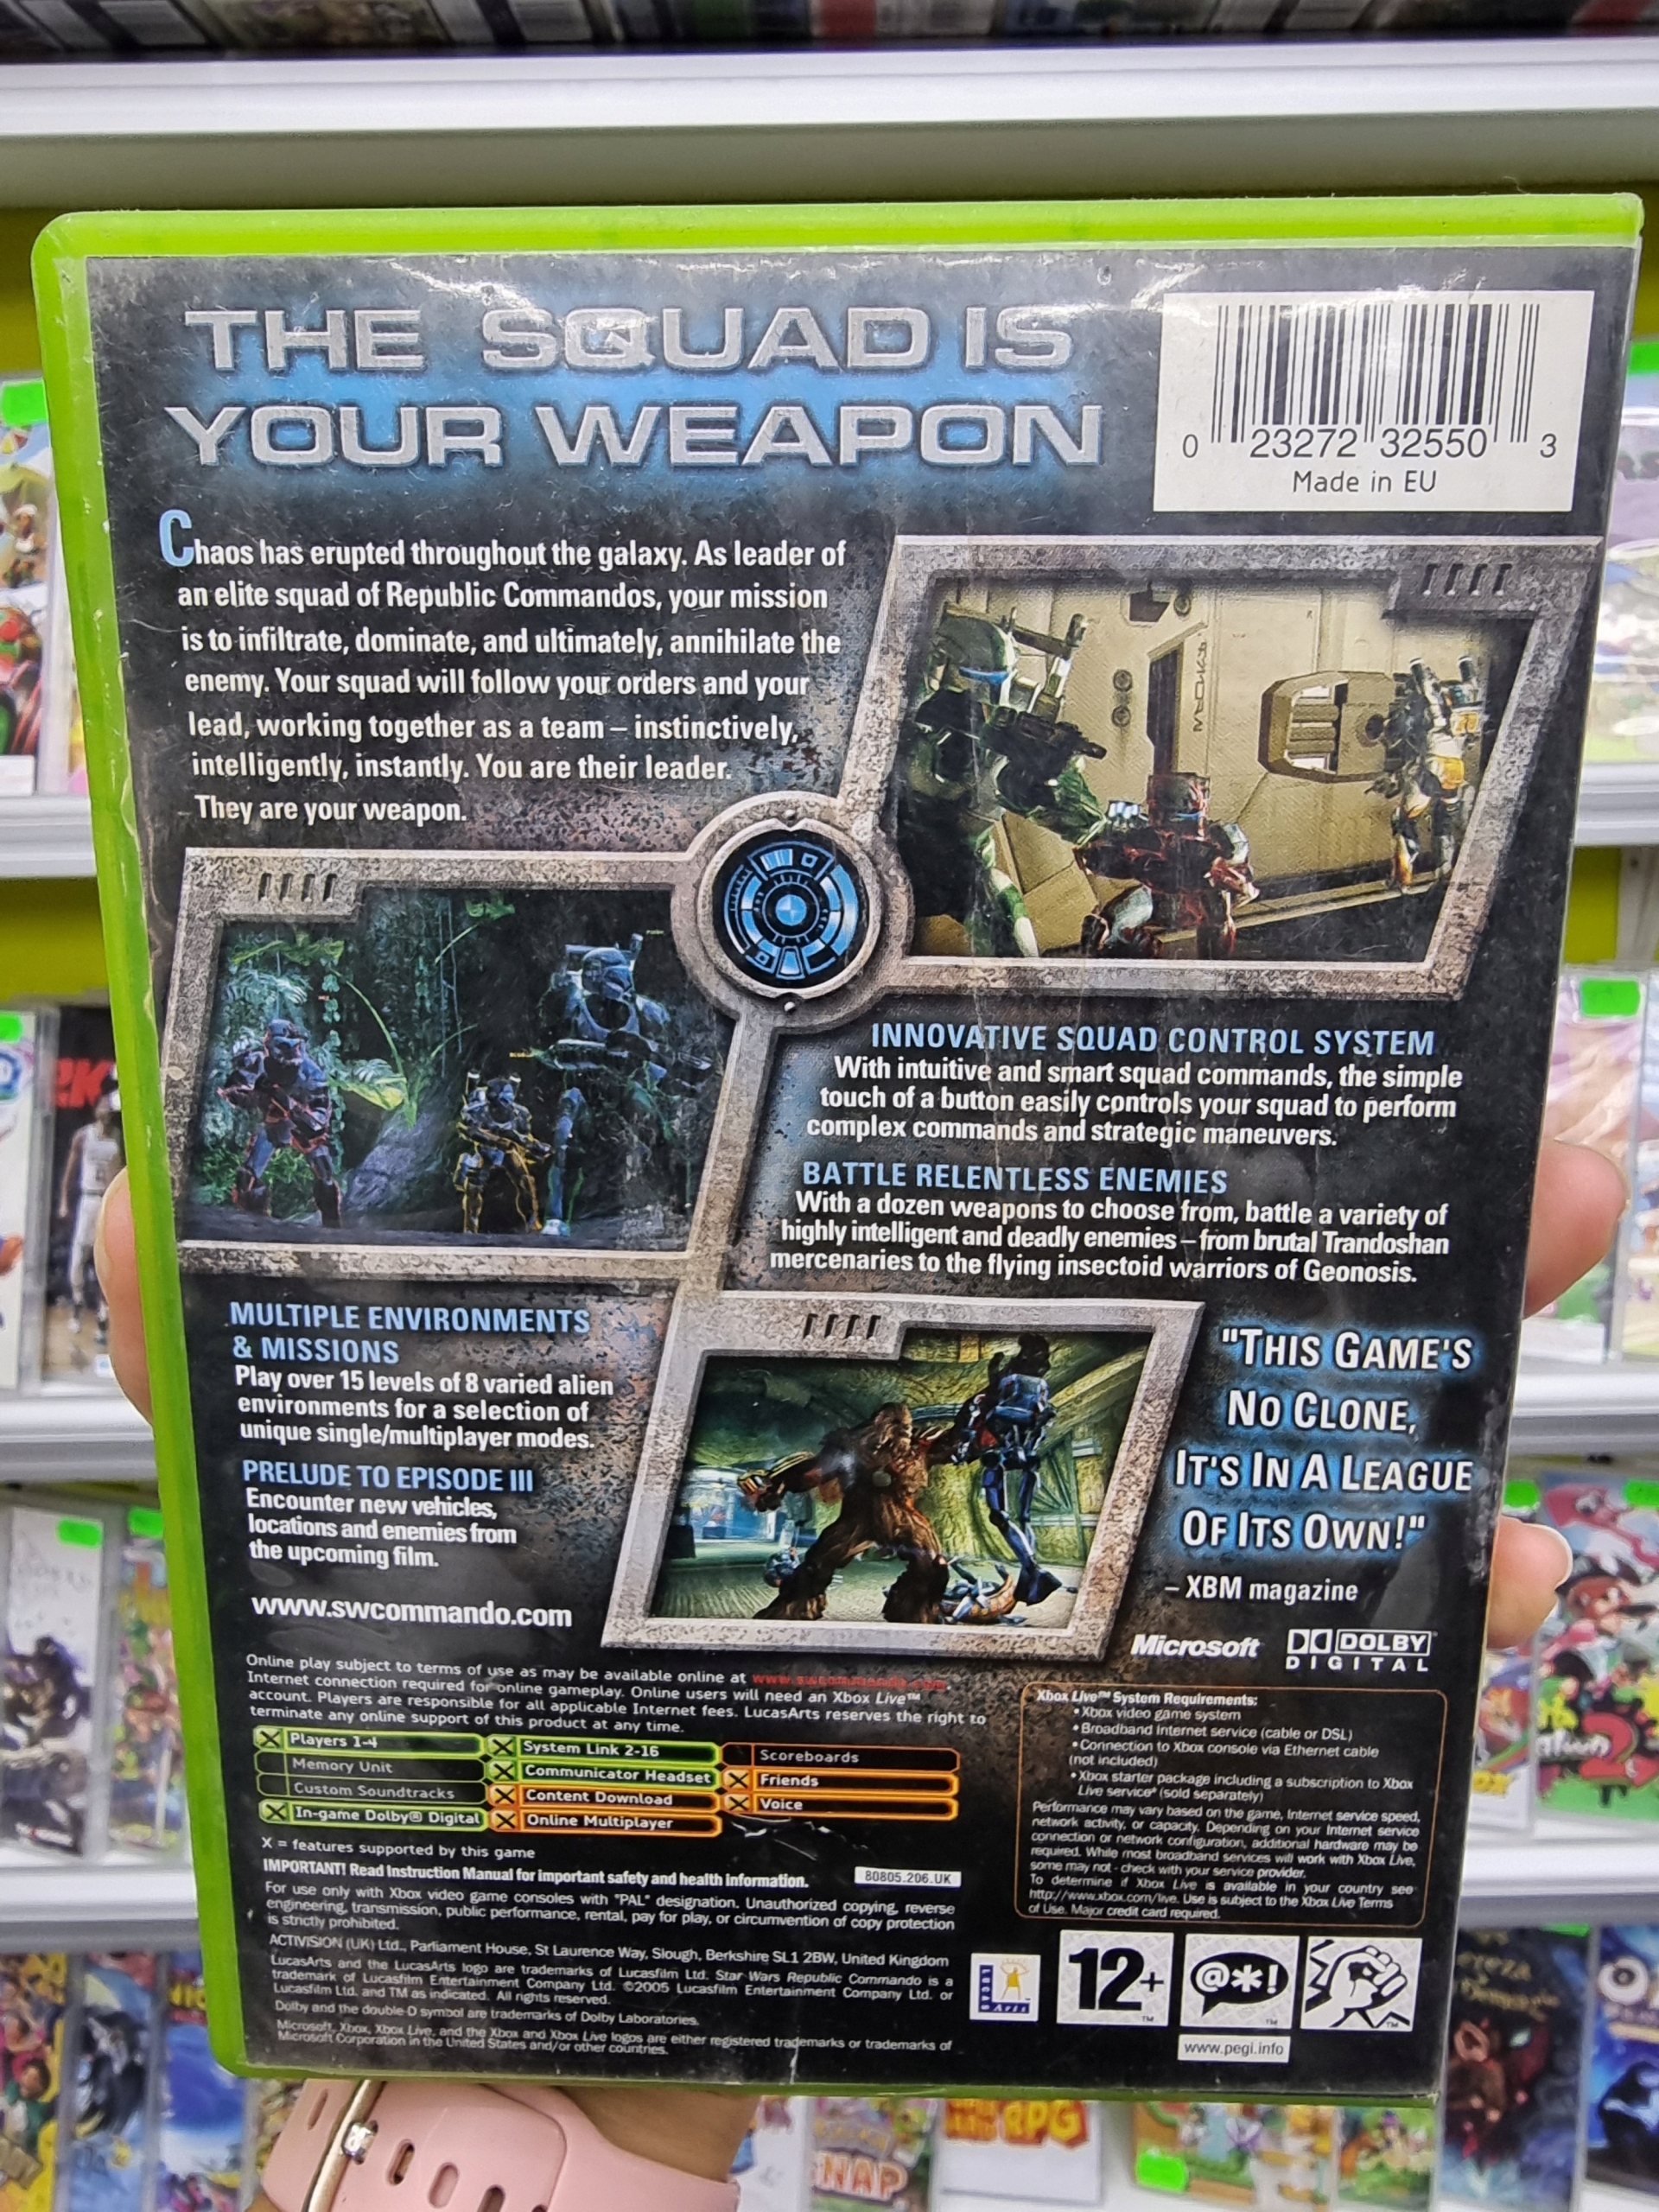 THE SQUAD IS
YOUR WEAPON
0 23272 32550 3
Made in EU
Chaos has erupted throughout the galaxy. As leader of
an elite squad of Republic Commandos, your mission
is to infiltrate, dominate, and ultimately, annihilate the
enemy. Your squad will follow your orders and your
lead, working together as a team – instinctively,
intelligently, instantly. You are their leader.
They are your weapon.
INNOVATIVE SQUAD CONTROL SYSTEM
With intuitive and smart squad commands, the simple
touch of a button easily controls your squad to perform
complex commands and strategic maneuvers.
BATTLE RELENTLESS ENEMIES
With a dozen weapons to choose from, battle a variety of
highly intelligent and deadly enemies – from brutal Trandoshan
mercenaries to the flying insectoid warriors of Geonosis.
MULTIPLE ENVIRONMENTS
& MISSIONS
Play over 15 levels of 8 varied alien
environments for a selection of
unique single/multiplayer modes.
PRELUDE TO EPISODE III
Encounter new vehicles,
locations and enemies from
the upcoming film.
www.swcommando.com
"THIS GAME'S
NO CLONE,
IT'S IN A LEAGUE
OF ITS OWN!"
– XBM magazine
Microsoft
DOLBY
DIGITAL
Online play subject to terms of use as may be available online at www.swcommando.com.
Internet connection required for online gameplay. Online users will need an Xbox Live™
account. Players are responsible for all applicable Internet fees. LucasArts reserves the right to
terminate any online support of this product at any time.
X Players 1-4
Memory Unit
Custom Soundtracks
X In-game Dolby® Digital
X System Link 2-16
X Communicator Headset
X Content Download
X Online Multiplayer
Scoreboards
X Friends
X Voice
X = features supported by this game
IMPORTANT! Read Instruction Manual for important safety and health information.
80805.206.UK
For use only with Xbox video game consoles with "PAL" designation. Unauthorized copying, reverse
engineering, transmission, public performance, rental, pay for play, or circumvention of copy protection
is strictly prohibited.
ACTIVISION (UK) Ltd., Parliament House, St Laurence Way, Slough, Berkshire SL1 2BW, United Kingdom
LucasArts and the LucasArts logo are trademarks of Lucasfilm Ltd. Star Wars Republic Commando is a
trademark of Lucasfilm Entertainment Company Ltd. ©2005 Lucasfilm Entertainment Company Ltd. or
Lucasfilm Ltd. and TM as indicated. All rights reserved.
Dolby and the double-D symbol are trademarks of Dolby Laboratories.
Microsoft, Xbox, Xbox Live, and the Xbox and Xbox Live logos are either registered trademarks or trademarks of
Microsoft Corporation in the United States and/or other countries.
Xbox Live™ System Requirements:
•Xbox video game system
•Broadband Internet service (cable or DSL)
•Connection to Xbox console via Ethernet cable
(not included)
•Xbox starter package including a subscription to Xbox
Live service* (sold separately)
Performance may vary based on the game, Internet service speed,
network activity, or capacity. Depending on your Internet service
connection or network configuration, additional hardware may be
required. While most broadband services will work with Xbox Live,
some may not - check with your service provider.
To determine if Xbox Live is available in your country see
http://www.xbox.com/live. Use is subject to the Xbox Live Terms
of Use. Major credit card required.
LUCAS
Arts
12+
@*!
www.pegi.info
RPG
SNAP